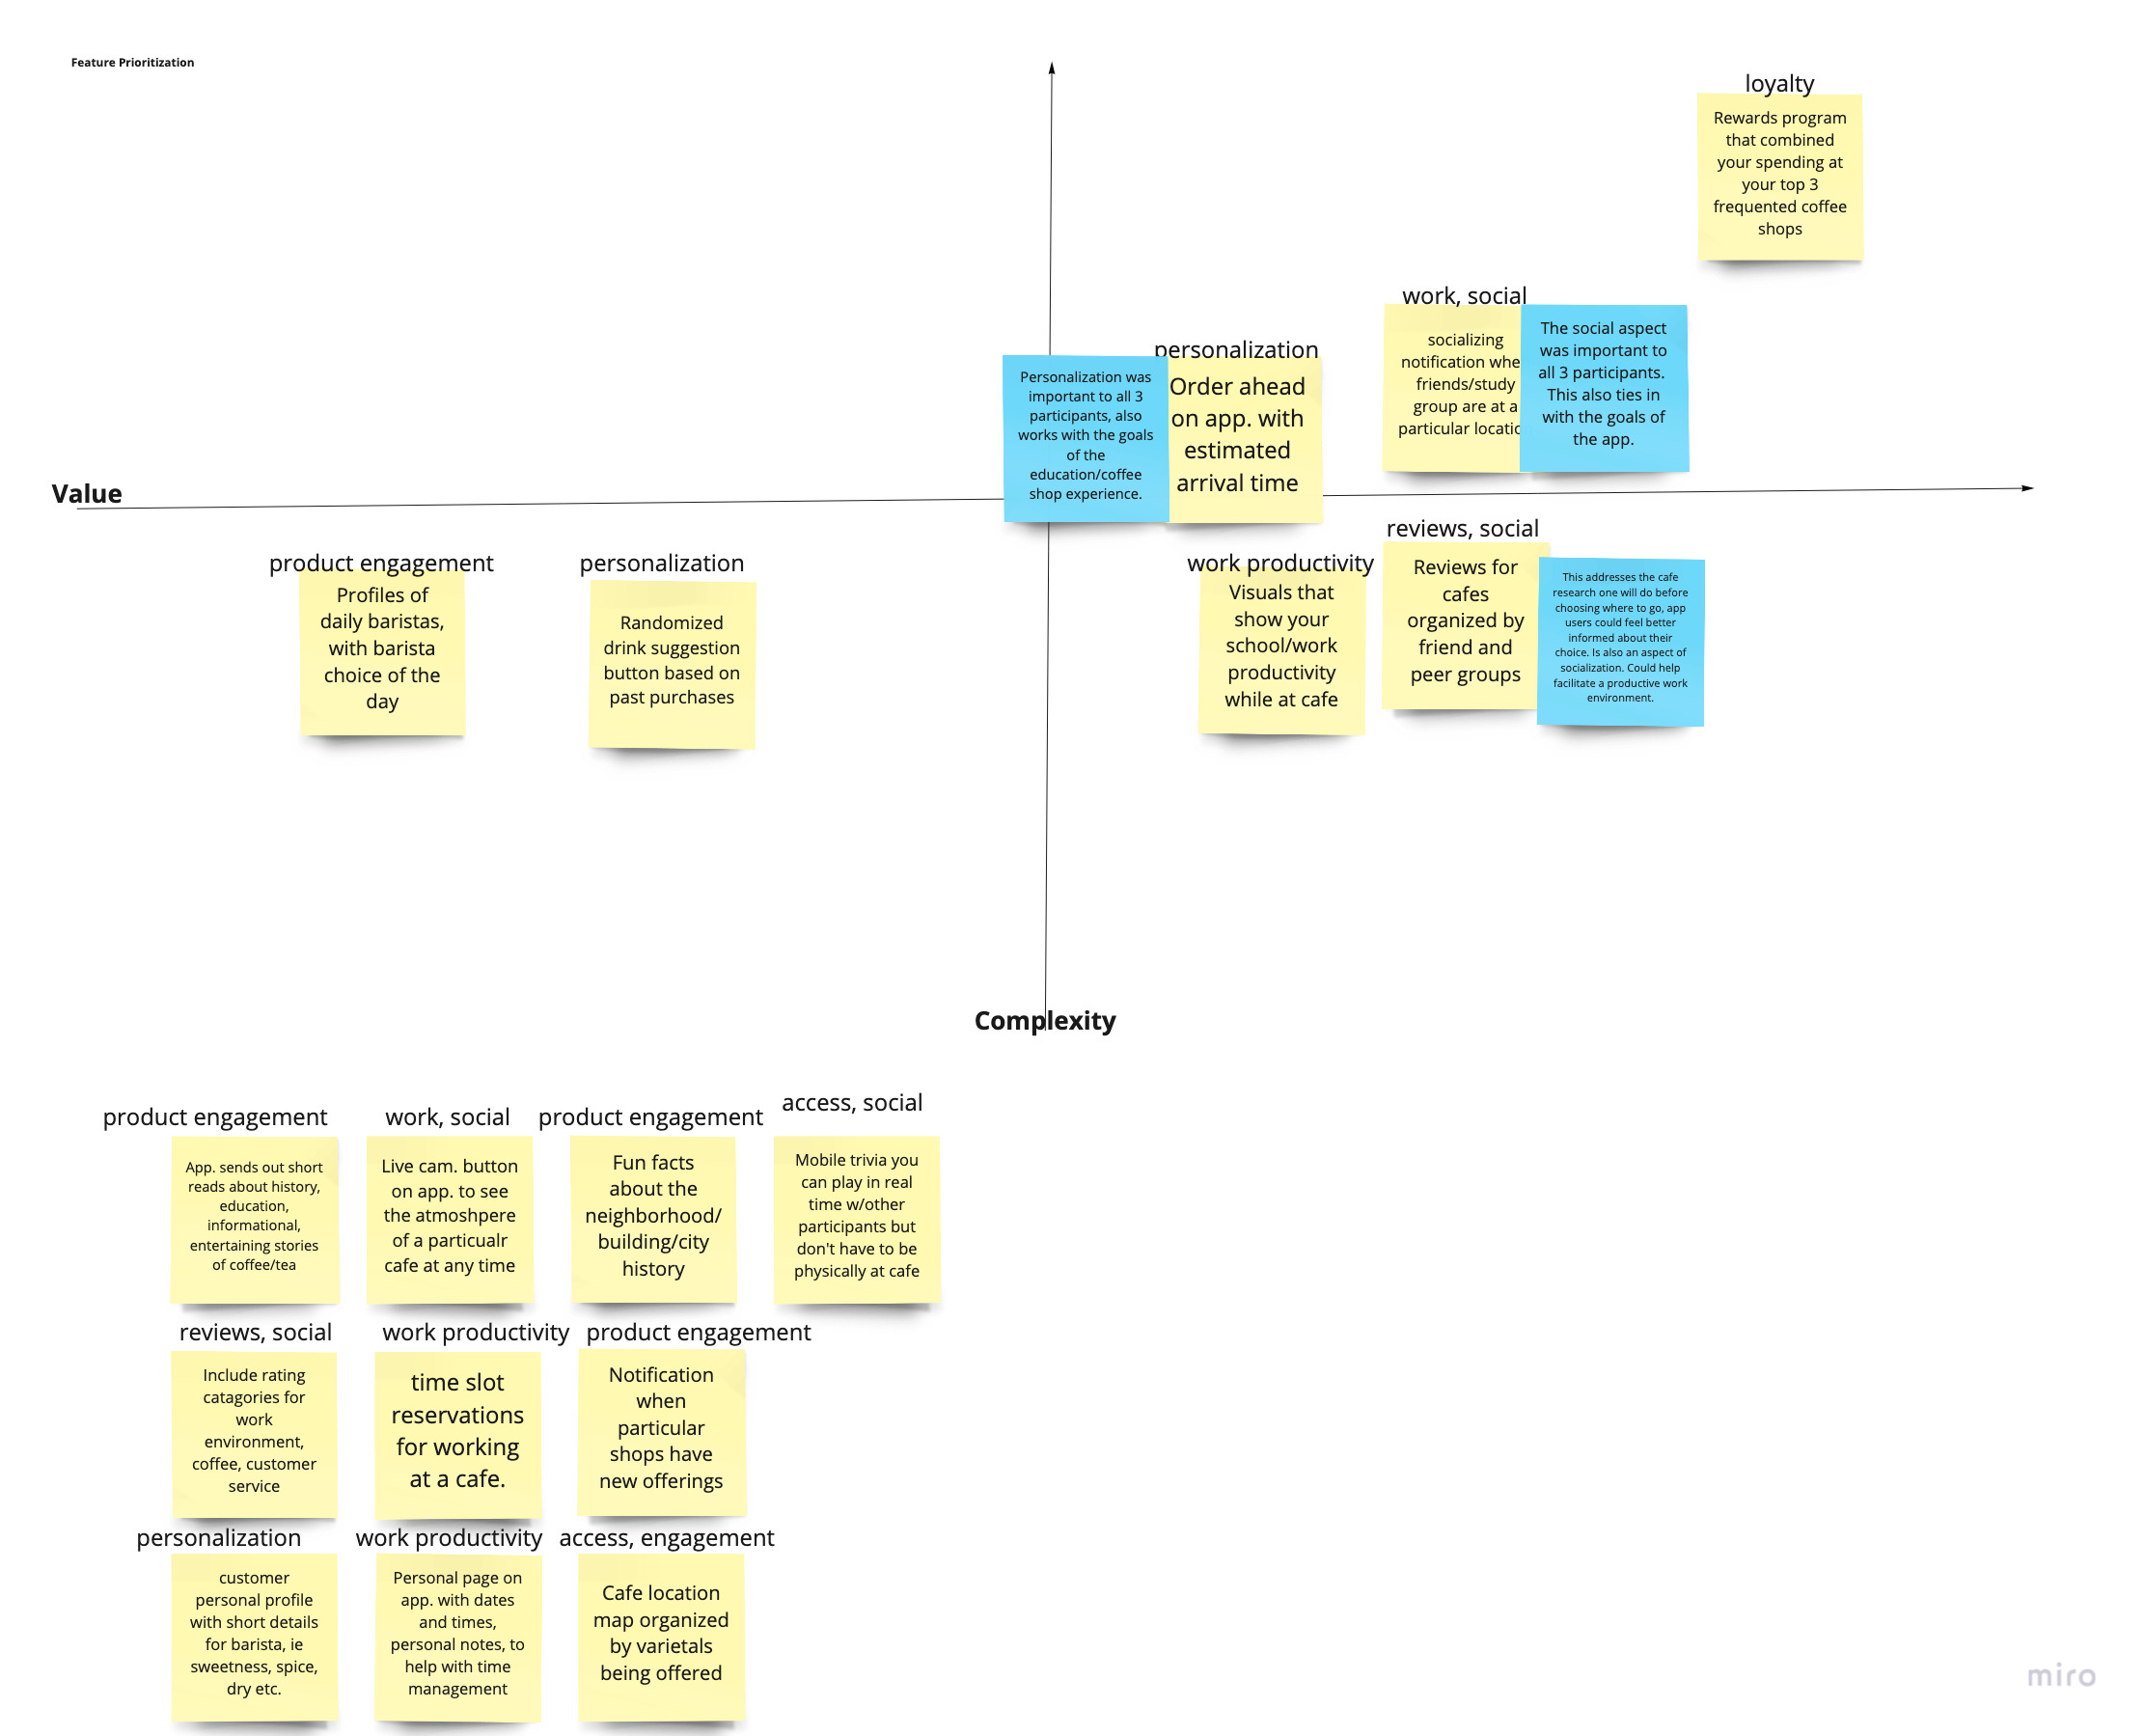 Feature Prioritization
loyalty
Rewards program
that combined
your spending at
your top 3
frequented coffee
shops
work, social
socializing
notification
friends/study
group are at a
particular
The social aspect
was important to
all 3 participants.
This also ties in
with the goals of
the app.
personalization
Personalization was
important to all 3
participants, also
works with the goals
of the
education/coffee
shop experience.
Order ahead
on app. with
estimated
arrival time
Value
product engagement
Profiles of
daily baristas,
with barista
choice of the
day
personalization
Randomized
drink suggestion
button based on
past purchases
work productivity
Visuals that
show your
school/work
productivity
while at cafe
reviews, social
Reviews for
cafes
organized by
friend and
peer groups
This addresses the cafe
research one will do before
choosing where to go, app
users could feel better
informed about their
choice. Is also an aspect of
socialization. Could help
facilitate a productive work
environment.
Complexity
product engagement
App. sends out short
reads about history,
education,
informational,
entertaining stories
of coffee/tea
work, social
Live cam. button
on app. to see
the atmoshpere
of a particualr
cafe at any time
product engagement
Fun facts
about the
neighborhood/
building/city
history
access, social
Mobile trivia you
can play in real
time w/other
participants but
don't have to be
physically at cafe
reviews, social
Include rating
catagories for
work
environment,
coffee, customer
service
work productivity
time slot
reservations
for working
at a cafe.
product engagement
Notification
when
particular
shops have
new offerings
personalization
customer
personal profile
with short details
for barista, ie
sweetness, spice,
dry etc.
work productivity
Personal page on
app. with dates
and times,
personal notes, to
help with time
management
access, engagement
Cafe location
map organized
by varietals
being offered
miro